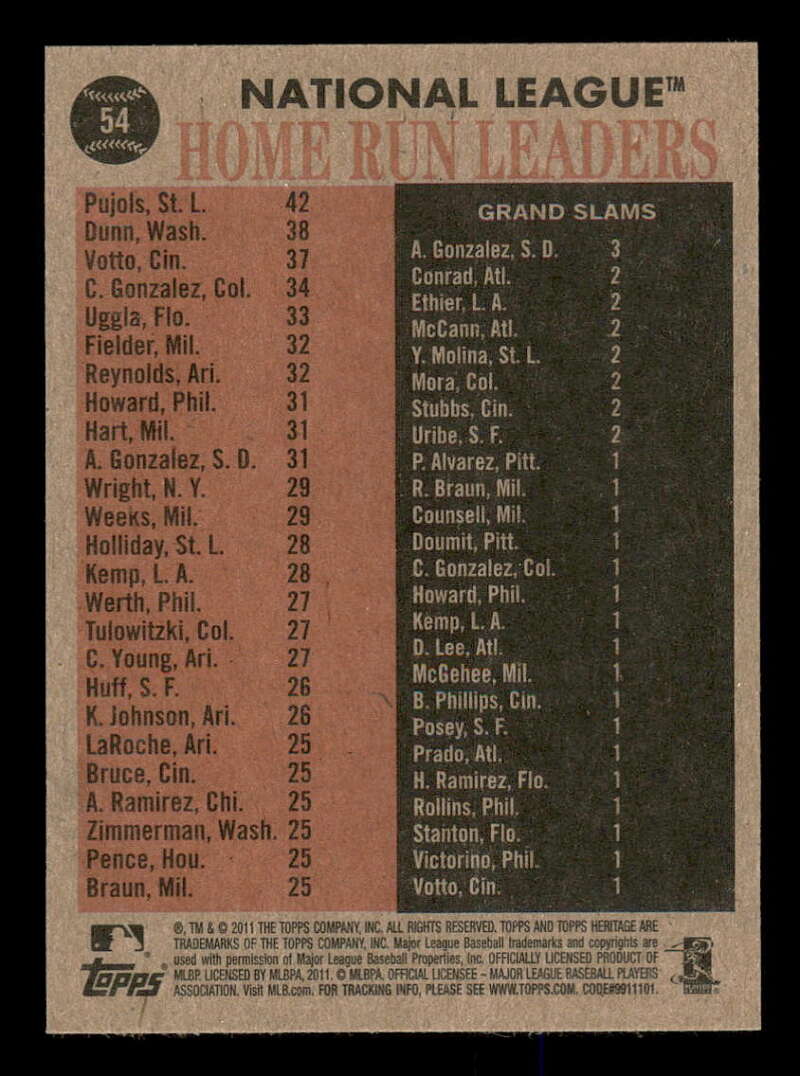 54
NATIONAL LEAGUE™
HOME RUN LEADERS
Pujols, St. L. 42
Dunn, Wash. 38
Votto, Cin. 37
C. Gonzalez, Col. 34
Uggla, Flo. 33
Fielder, Mil. 32
Reynolds, Ari. 32
Howard, Phil. 31
Hart, Mil. 31
A. Gonzalez, S. D. 31
Wright, N. Y. 29
Weeks, Mil. 29
Holliday, St. L. 28
Kemp, L. A. 28
Werth, Phil. 27
Tulowitzki, Col. 27
C. Young, Ari. 27
Huff, S. F. 26
K. Johnson, Ari. 26
LaRoche, Ari. 25
Bruce, Cin. 25
A. Ramirez, Chi. 25
Zimmerman, Wash. 25
Pence, Hou. 25
Braun, Mil. 25
GRAND SLAMS
A. Gonzalez, S. D. 3
Conrad, Atl. 2
Ethier, L. A. 2
McCann, Atl. 2
Y. Molina, St. L. 2
Mora, Col. 2
Stubbs, Cin. 2
Uribe, S. F. 2
P. Alvarez, Pitt. 1
R. Braun, Mil. 1
Counsell, Mil. 1
Doumit, Pitt. 1
C. Gonzalez, Col. 1
Howard, Phil. 1
Kemp, L. A. 1
D. Lee, Atl. 1
McGehee, Mil. 1
B. Phillips, Cin. 1
Posey, S. F. 1
Prado, Atl. 1
H. Ramirez, Flo. 1
Rollins, Phil. 1
Stanton, Flo. 1
Victorino, Phil. 1
Votto, Cin. 1
Topps
®, TM & © 2011 THE TOPPS COMPANY, INC. ALL RIGHTS RESERVED. TOPPS AND TOPPS HERITAGE ARE
TRADEMARKS OF THE TOPPS COMPANY, INC. Major League Baseball trademarks and copyrights are
used with permission of Major League Baseball Properties, Inc. OFFICIALLY LICENSED PRODUCT OF
MLBP. LICENSED BY MLBPA, 2011. © MLBPA. OFFICIAL LICENSEE – MAJOR LEAGUE BASEBALL PLAYERS
ASSOCIATION. Visit MLB.com. FOR TRACKING INFO, PLEASE SEE WWW.TOPPS.COM. CODE#9911101.